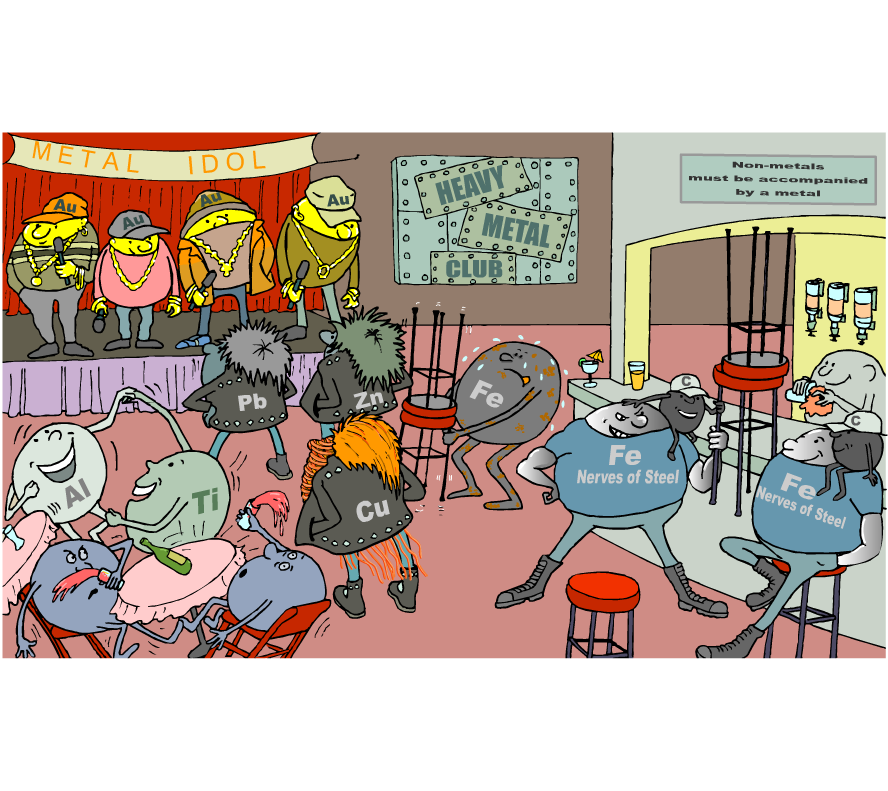 METAL IDOL
Au
Au
Au
Au
HEAVY
METAL
CLUB
Non-metals
must be accompanied
by a metal
Pb
Zn
Fe
C
Fe
Nerves of Steel
C
Fe
Nerves of Steel
Al
Ti
Cu